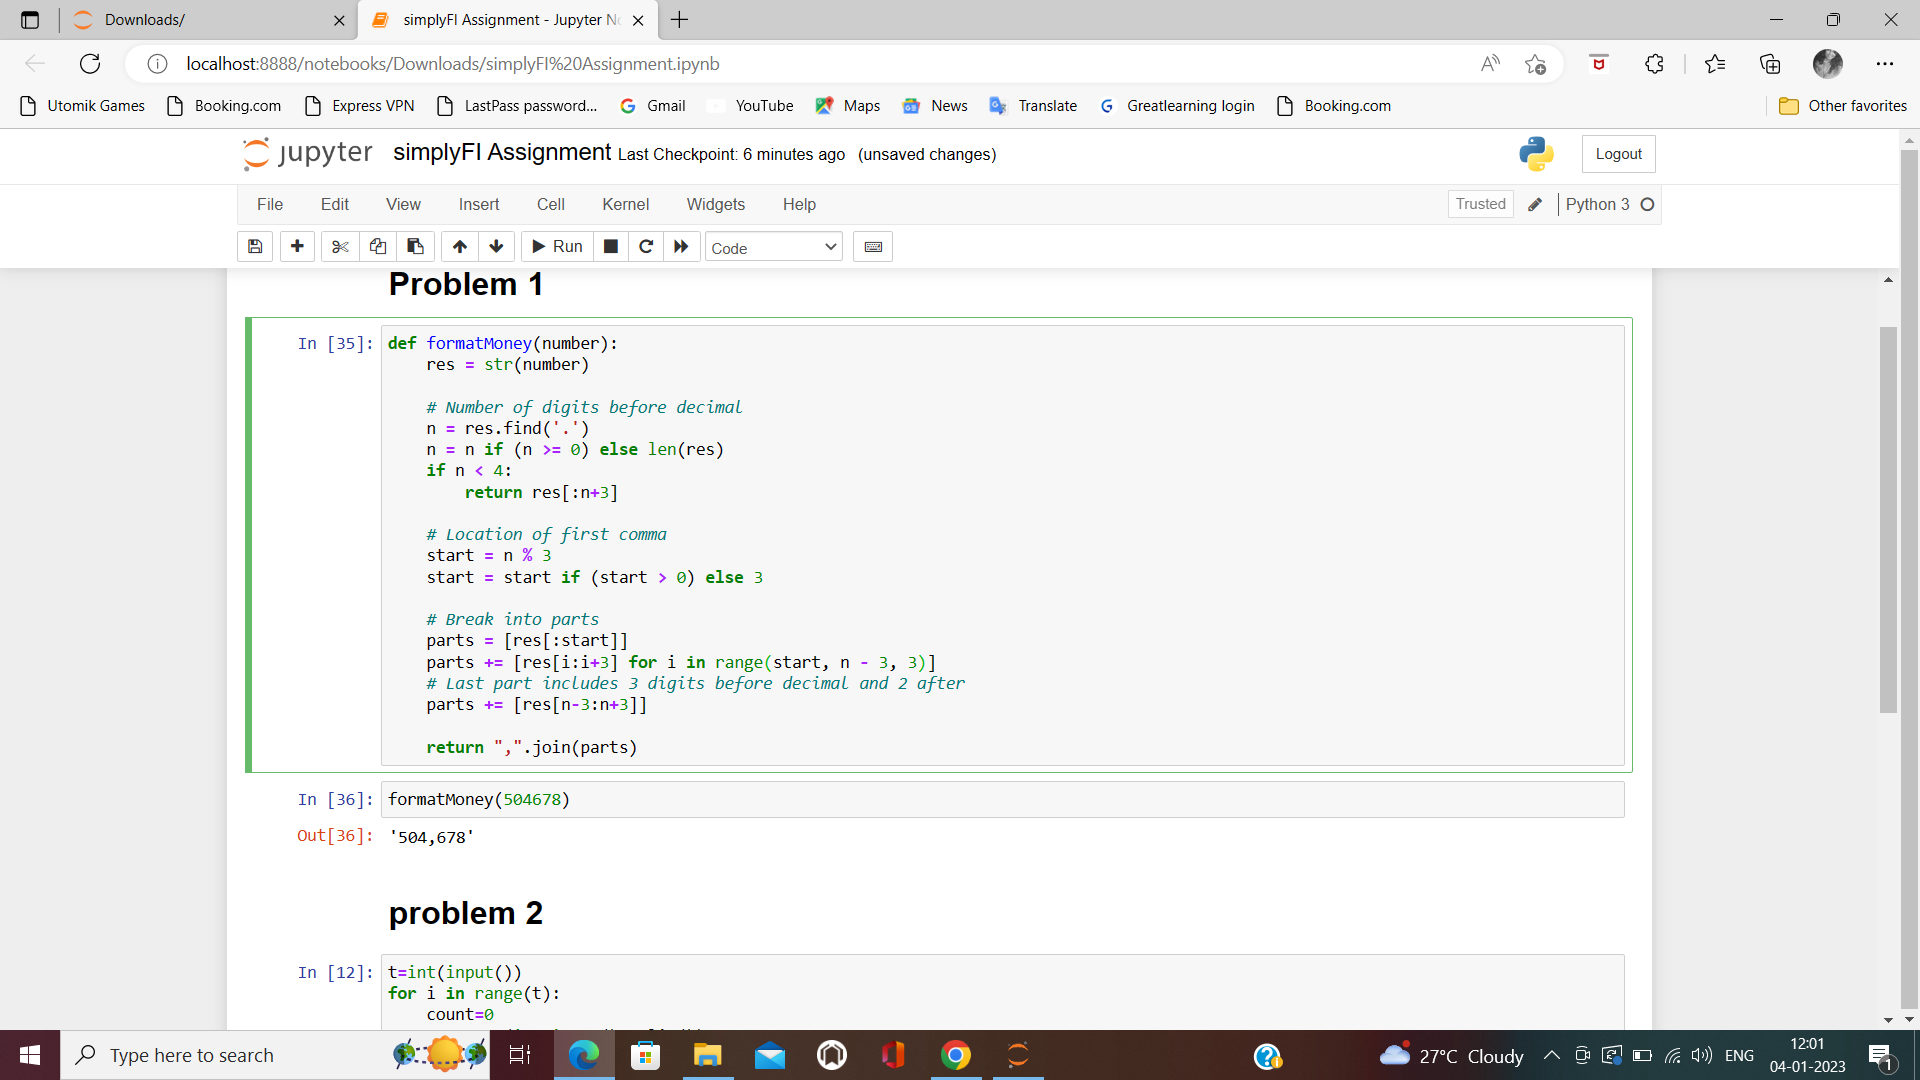 Downloads/
simplyFI Assignment - Jupyter N
localhost:8888/notebooks/Downloads/simplyFI%20Assignment.ipynb
Utomik Games Booking.com Express VPN LastPass password... Gmail YouTube Maps News Translate Greatlearning login Booking.com Other favorites
jupyter simplyFI Assignment Last Checkpoint: 6 minutes ago (unsaved changes) Logout
File Edit View Insert Cell Kernel Widgets Help Trusted Python 3
Run Code
Problem 1
In [35]: def formatMoney(number):
    res = str(number)
    # Number of digits before decimal
    n = res.find('.')
    n = n if (n >= 0) else len(res)
    if n < 4:
        return res[:n+3]
    # Location of first comma
    start = n % 3
    start = start if (start > 0) else 3
    # Break into parts
    parts = [res[:start]]
    parts += [res[i:i+3] for i in range(start, n - 3, 3)]
    # Last part includes 3 digits before decimal and 2 after
    parts += [res[n-3:n+3]]
    return ",".join(parts)
In [36]: formatMoney(504678)
Out[36]: '504,678'
problem 2
In [12]: t=int(input())
for i in range(t):
    count=0
Type here to search
27°C Cloudy ENG
12:01
04-01-2023
1